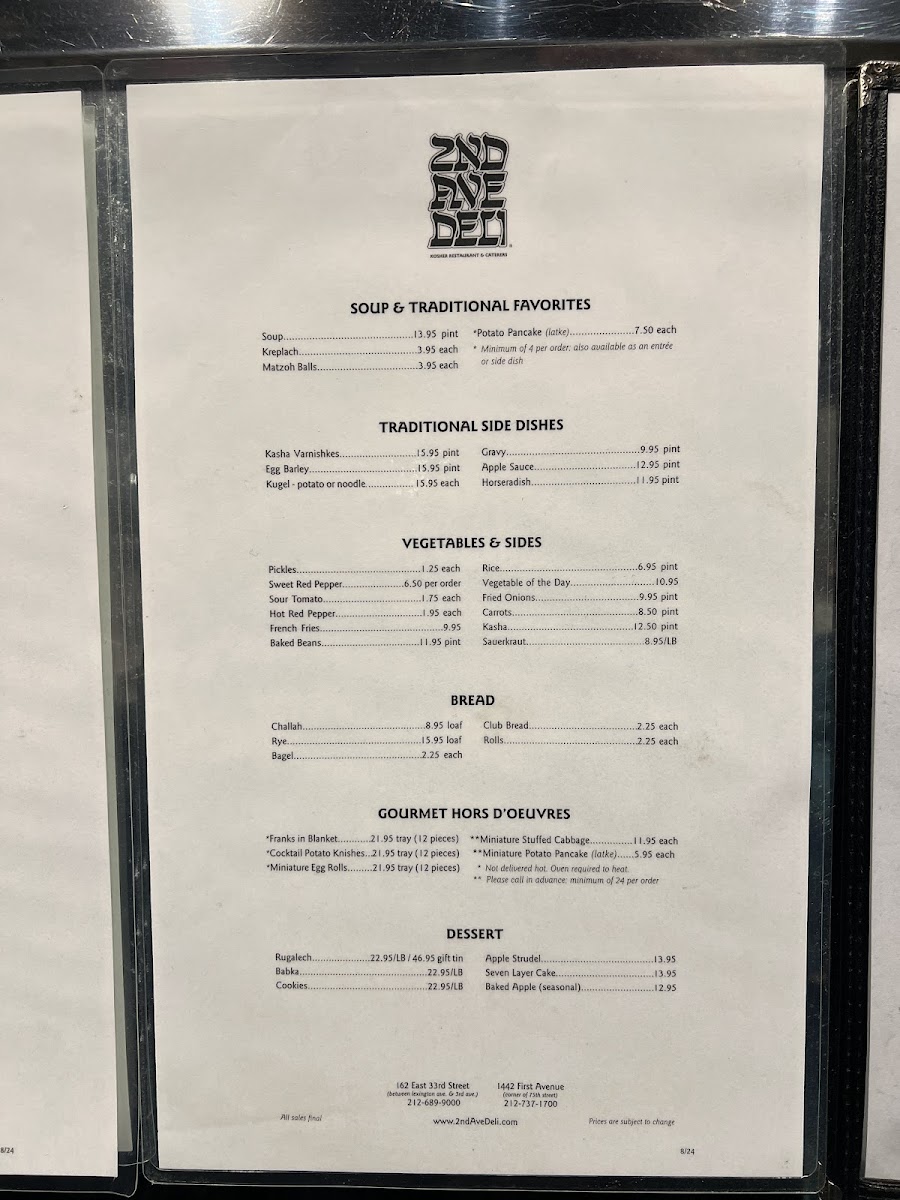 2ND
AVE
DELI
KOSHER RESTAURANT & CATERERS
SOUP & TRADITIONAL FAVORITES
Soup..........13.95 pint
Kreplach..........3.95 each
Matzoh Balls..........3.95 each
*Potato Pancake (latke)..........7.50 each
* Minimum of 4 per order; also available as an entrée
or side dish
TRADITIONAL SIDE DISHES
Kasha Varnishkes..........15.95 pint
Egg Barley..........15.95 pint
Kugel - potato or noodle..........15.95 each
Gravy..........9.95 pint
Apple Sauce..........12.95 pint
Horseradish..........11.95 pint
VEGETABLES & SIDES
Pickles..........1.25 each
Sweet Red Pepper..........6.50 per order
Sour Tomato..........1.75 each
Hot Red Pepper..........1.95 each
French Fries..........9.95
Baked Beans..........11.95 pint
Rice..........6.95 pint
Vegetable of the Day..........10.95
Fried Onions..........9.95 pint
Carrots..........8.50 pint
Kasha..........12.50 pint
Sauerkraut..........8.95/LB
BREAD
Challah..........8.95 loaf
Rye..........15.95 loaf
Bagel..........2.25 each
Club Bread..........2.25 each
Rolls..........2.25 each
GOURMET HORS D'OEUVRES
*Franks in Blanket..........21.95 tray (12 pieces)
*Cocktail Potato Knishes...21.95 tray (12 pieces)
*Miniature Egg Rolls.........21.95 tray (12 pieces)
**Miniature Stuffed Cabbage..........11.95 each
**Miniature Potato Pancake (latke)......5.95 each
* Not delivered hot. Oven required to heat.
** Please call in advance; minimum of 24 per order
DESSERT
Rugalech..........22.95/LB / 46.95 gift tin
Babka..........22.95/LB
Cookies..........22.95/LB
Apple Strudel..........13.95
Seven Layer Cake..........13.95
Baked Apple (seasonal)..........12.95
162 East 33rd Street
(between lexington ave. & 3rd ave.)
212-689-9000
1442 First Avenue
(corner of 75th street)
212-737-1700
All sales final
www.2ndAveDeli.com
Prices are subject to change
8/24
8/24